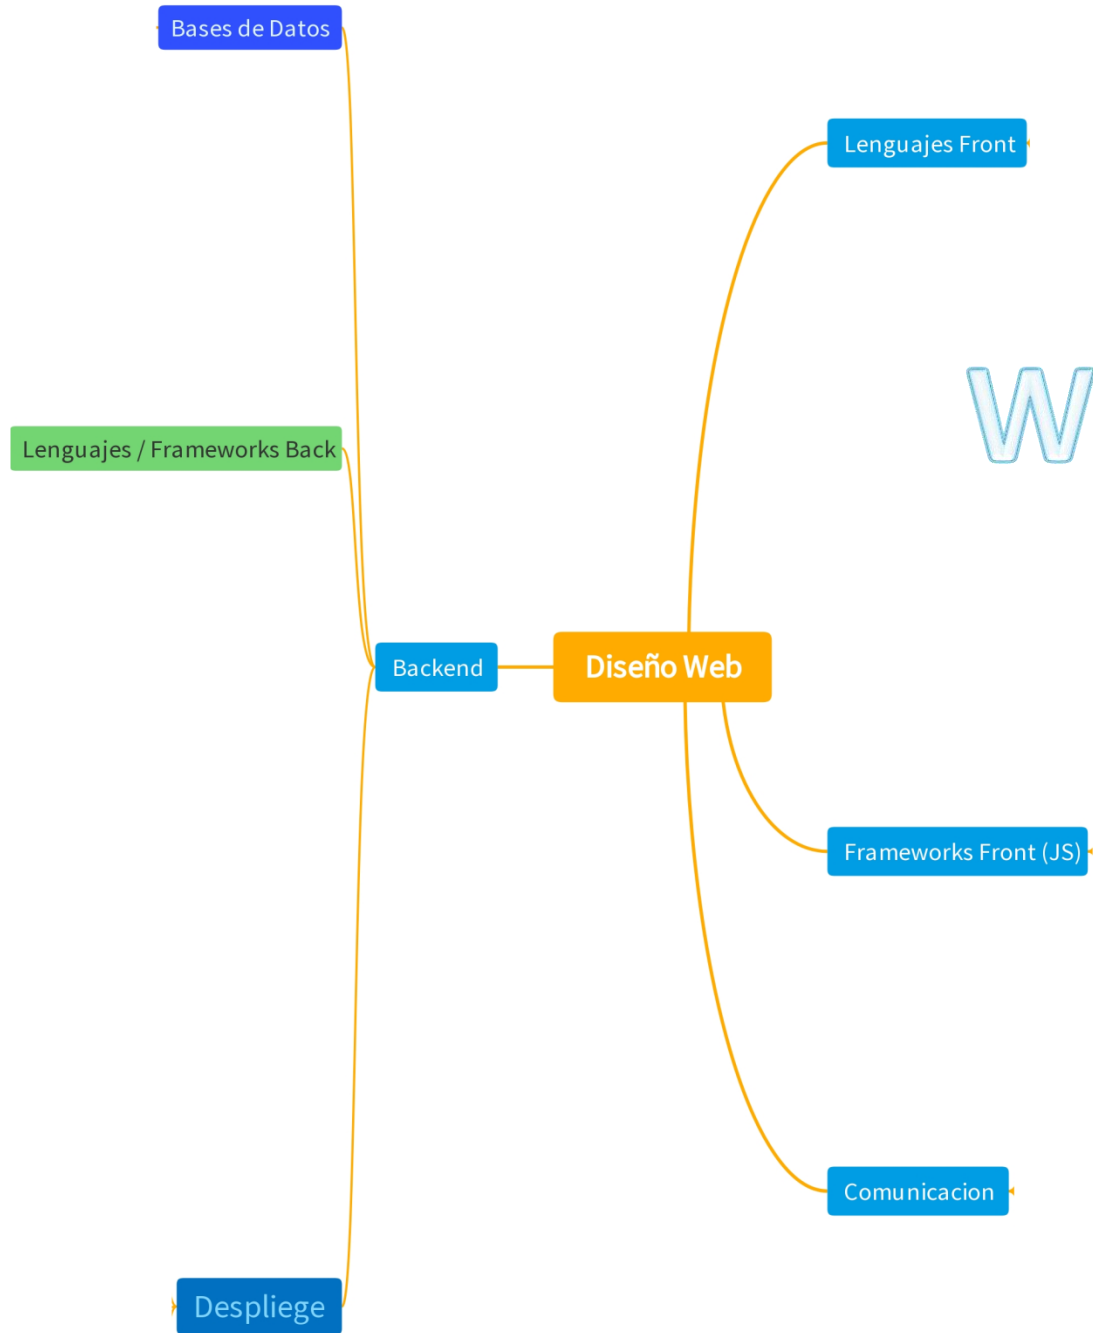 Bases de Datos
Lenguajes Front
W
Lenguajes / Frameworks Back
Backend
Diseño Web
Frameworks Front (JS)
Comunicacion
Despliege